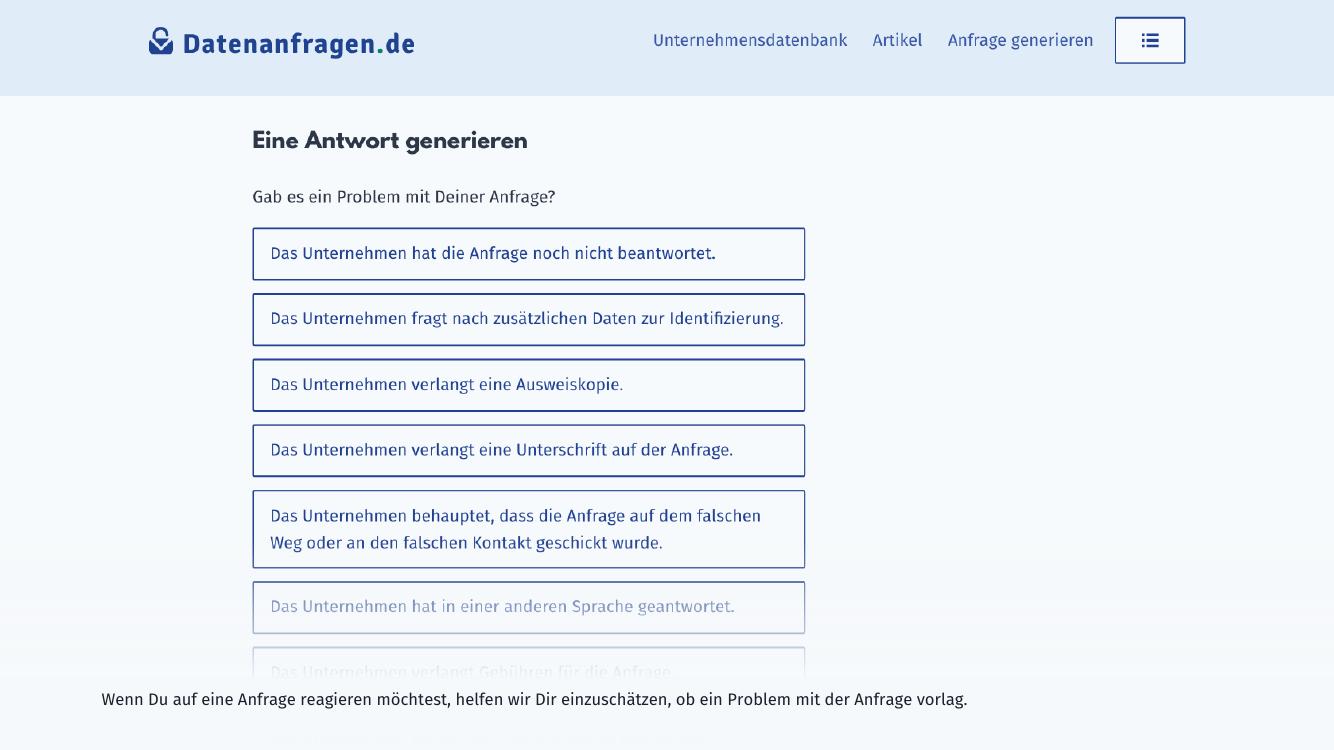 Datenanfragen.de
Unternehmensdatenbank
Artikel
Anfrage generieren
Eine Antwort generieren
Gab es ein Problem mit Deiner Anfrage?
Das Unternehmen hat die Anfrage noch nicht beantwortet.
Das Unternehmen fragt nach zusätzlichen Daten zur Identifizierung.
Das Unternehmen verlangt eine Ausweiskopie.
Das Unternehmen verlangt eine Unterschrift auf der Anfrage.
Das Unternehmen behauptet, dass die Anfrage auf dem falschen
Weg oder an den falschen Kontakt geschickt wurde.
Das Unternehmen hat in einer anderen Sprache geantwortet.
Das Unternehmen verlangt Gebühren für die Anfrage.
Wenn Du auf eine Anfrage reagieren möchtest, helfen wir Dir einzuschätzen, ob ein Problem mit der Anfrage vorlag.